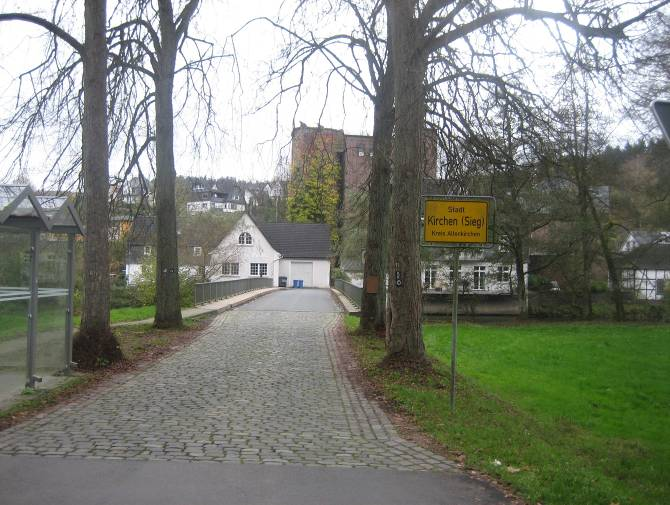 Stadt
Kirchen (Sieg)
Kreis Altenkirchen